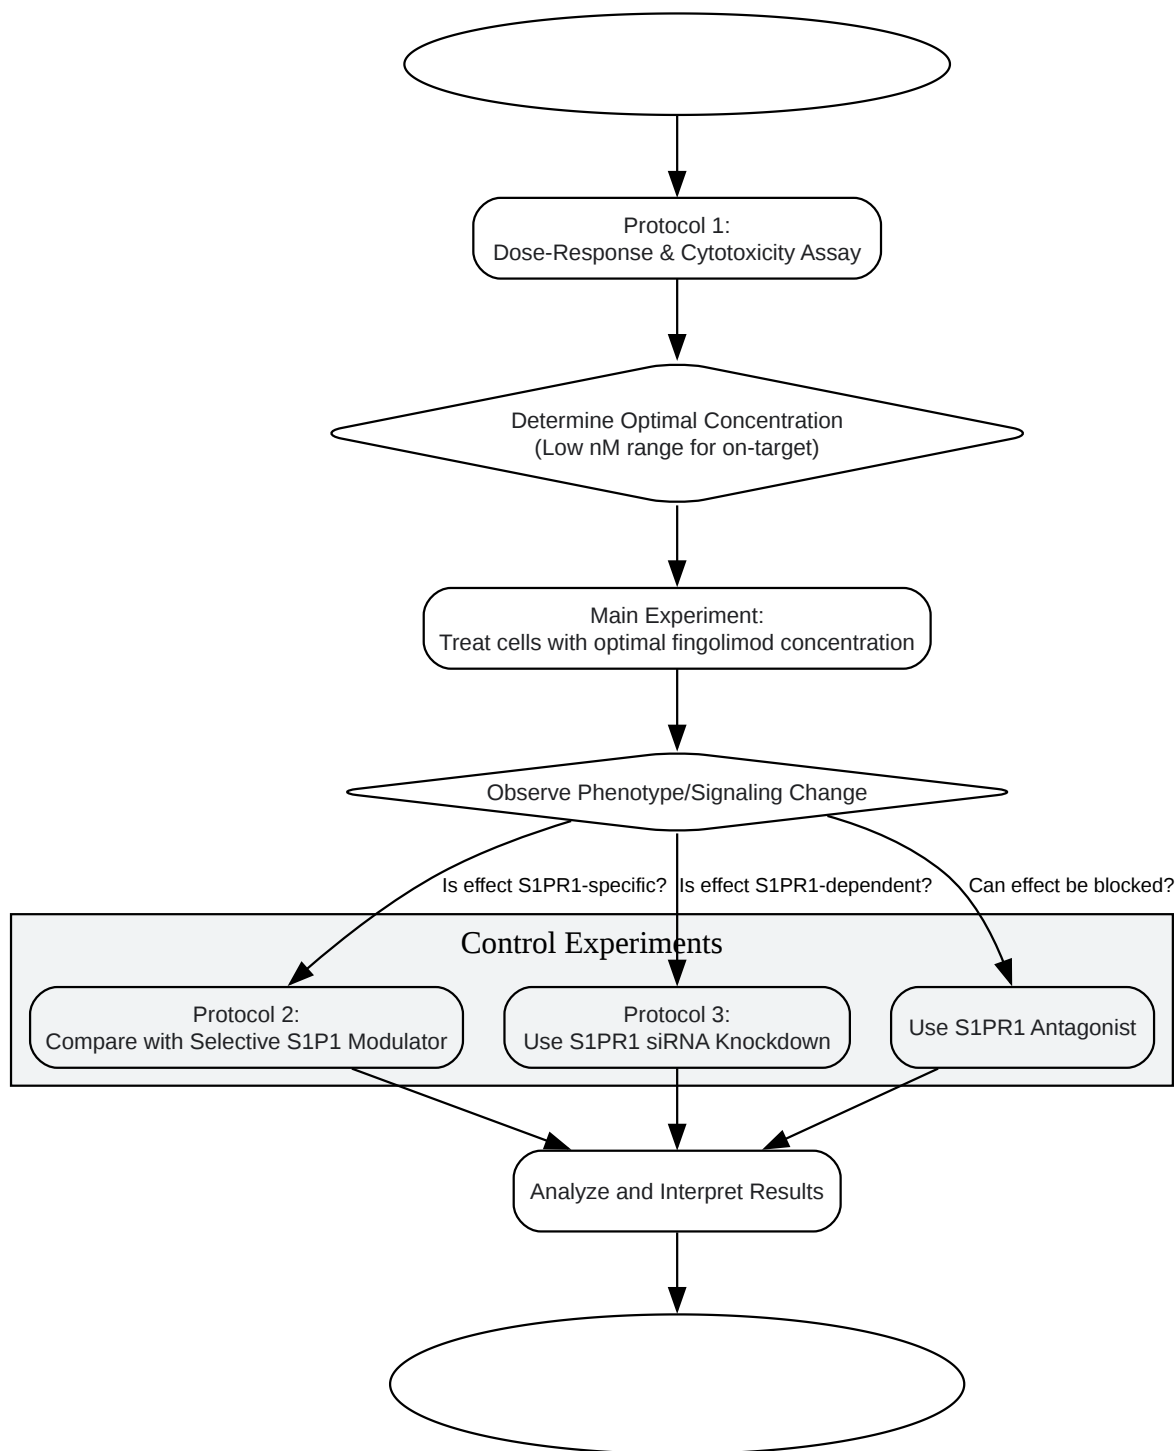 Protocol 1:
Dose-Response & Cytotoxicity Assay
Determine Optimal Concentration
(Low nM range for on-target)
Main Experiment:
Treat cells with optimal fingolimod concentration
Observe Phenotype/Signaling Change
Is effect S1PR1-specific?
Is effect S1PR1-dependent?
Can effect be blocked?
Control Experiments
Protocol 2:
Compare with Selective S1P1 Modulator
Protocol 3:
Use S1PR1 siRNA Knockdown
Use S1PR1 Antagonist
Analyze and Interpret Results